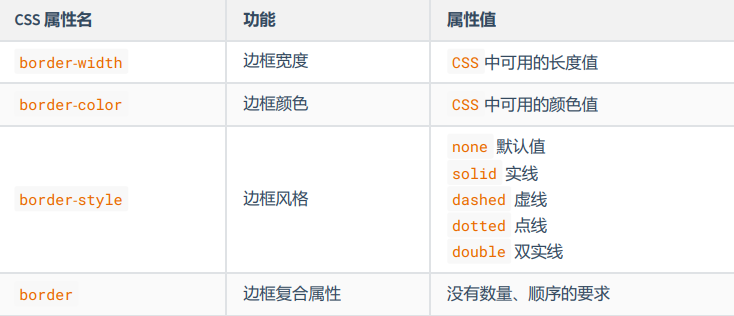 CSS 属性名 功能 属性值
border-width 边框宽度 CSS 中可用的长度值
border-color 边框颜色 CSS 中可用的颜色值
border-style 边框风格 none 默认值
solid 实线
dashed 虚线
dotted 点线
double 双实线
border 边框复合属性 没有数量、顺序的要求